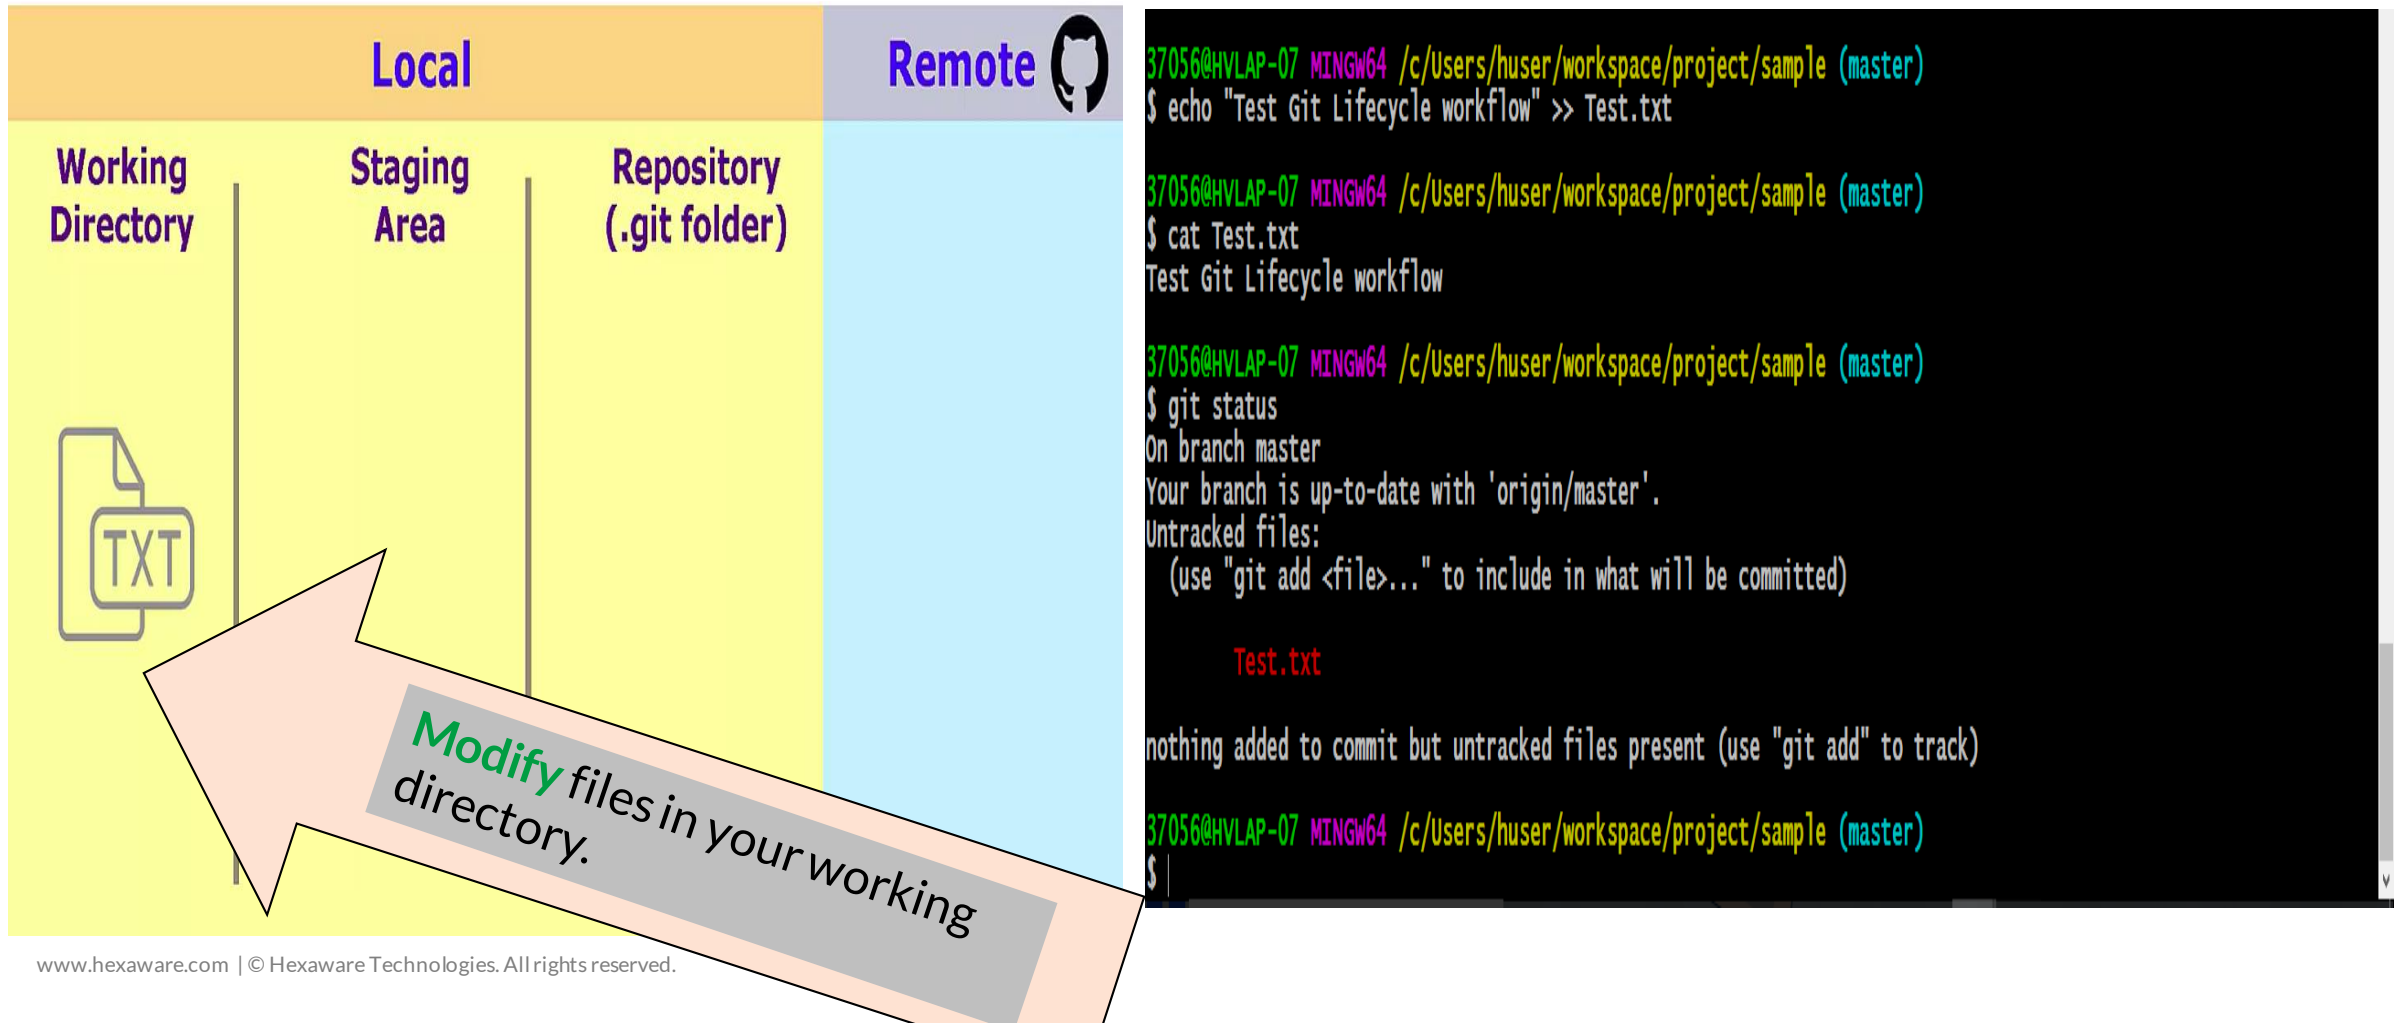 Local
Remote
Working
Directory
Staging
Area
Repository
(.git folder)
TXT
Modify files in your working
directory.
www.hexaware.com | © Hexaware Technologies. All rights reserved.
37056@HVLAP-07 MINGW64 /c/Users/huser/workspace/project/sample (master)
$ echo "Test Git Lifecycle workflow" >> Test.txt
37056@HVLAP-07 MINGW64 /c/Users/huser/workspace/project/sample (master)
$ cat Test.txt
Test Git Lifecycle workflow
37056@HVLAP-07 MINGW64 /c/Users/huser/workspace/project/sample (master)
$ git status
On branch master
Your branch is up-to-date with 'origin/master'.
Untracked files:
  (use "git add <file>..." to include in what will be committed)
Test.txt
nothing added to commit but untracked files present (use "git add" to track)
37056@HVLAP-07 MINGW64 /c/Users/huser/workspace/project/sample (master)
$